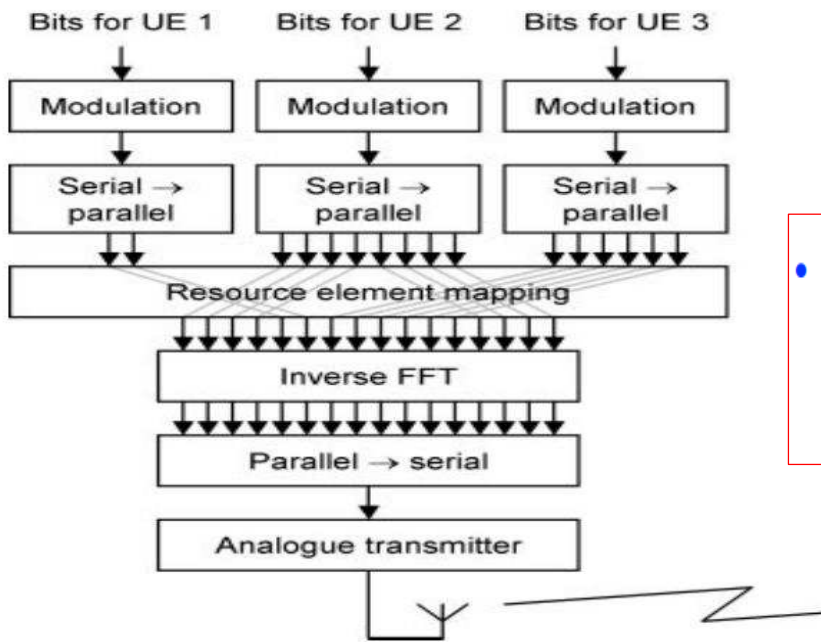 Bits for UE 1 Bits for UE 2 Bits for UE 3
Modulation Modulation Modulation
Serial → Serial → Serial →
parallel parallel parallel
Resource element mapping
Inverse FFT
Parallel → serial
Analogue transmitter